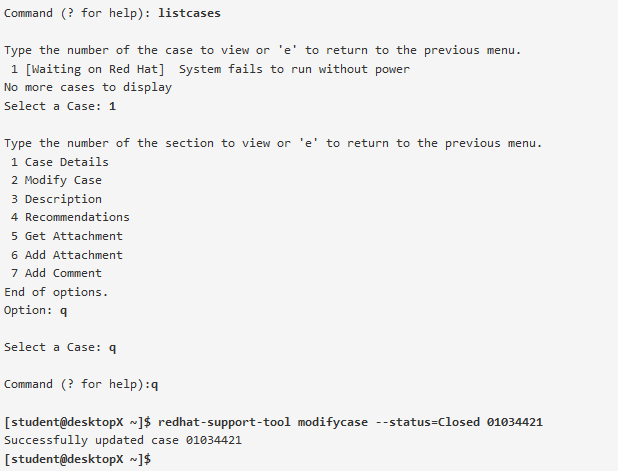 Command (? for help): listcases
Type the number of the case to view or 'e' to return to the previous menu.
1 [Waiting on Red Hat]  System fails to run without power
No more cases to display
Select a Case: 1
Type the number of the section to view or 'e' to return to the previous menu.
1 Case Details
2 Modify Case
3 Description
4 Recommendations
5 Get Attachment
6 Add Attachment
7 Add Comment
End of options.
Option: q
Select a Case: q
Command (? for help):q
[student@desktopX ~]$ redhat-support-tool modifycase --status=Closed 01034421
Successfully updated case 01034421
[student@desktopX ~]$